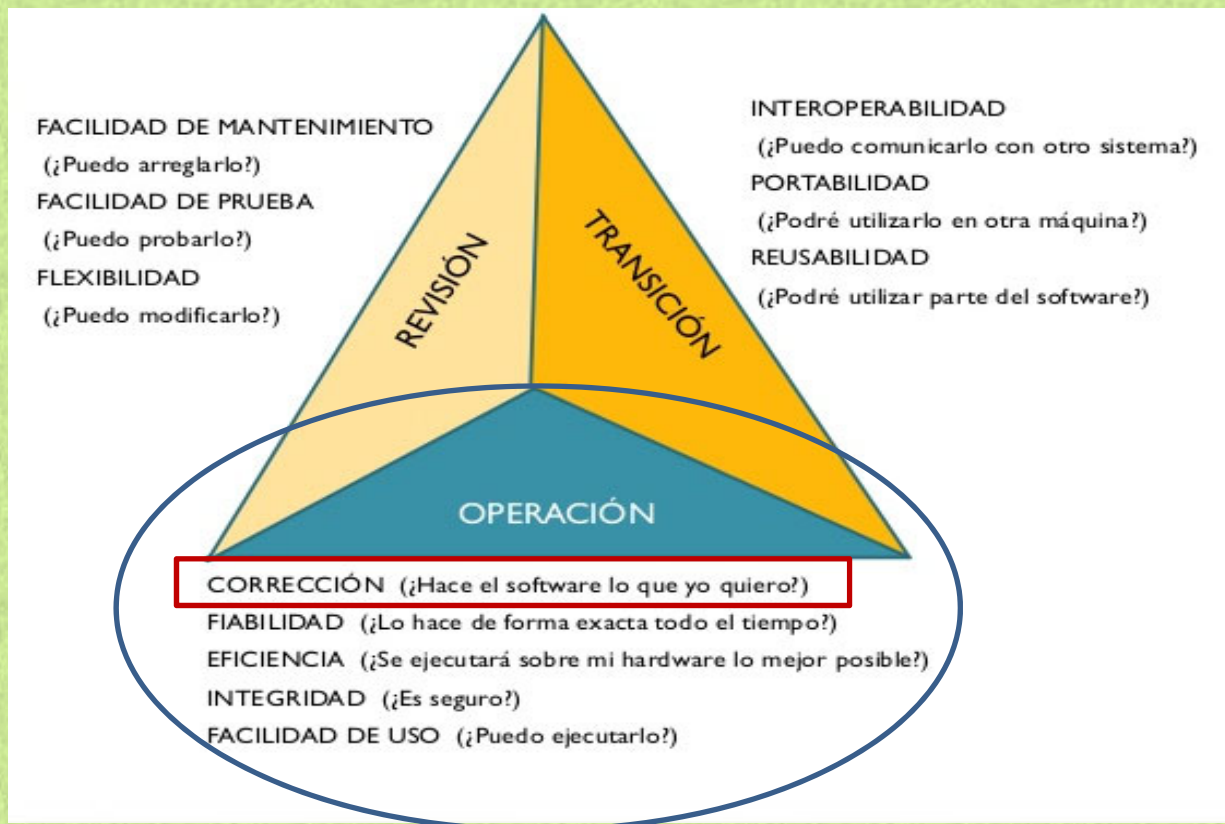 FACILIDAD DE MANTENIMIENTO
(¿Puedo arreglarlo?)
FACILIDAD DE PRUEBA
(¿Puedo probarlo?)
FLEXIBILIDAD
(¿Puedo modificarlo?)
REVISIÓN
TRANSICIÓN
INTEROPERABILIDAD
(¿Puedo comunicarlo con otro sistema?)
PORTABILIDAD
(¿Podré utilizarlo en otra máquina?)
REUSABILIDAD
(¿Podré utilizar parte del software?)
OPERACIÓN
CORRECCIÓN (¿Hace el software lo que yo quiero?)
FIABILIDAD (¿Lo hace de forma exacta todo el tiempo?)
EFICIENCIA (¿Se ejecutará sobre mi hardware lo mejor posible?)
INTEGRIDAD (¿Es seguro?)
FACILIDAD DE USO (¿Puedo ejecutarlo?)